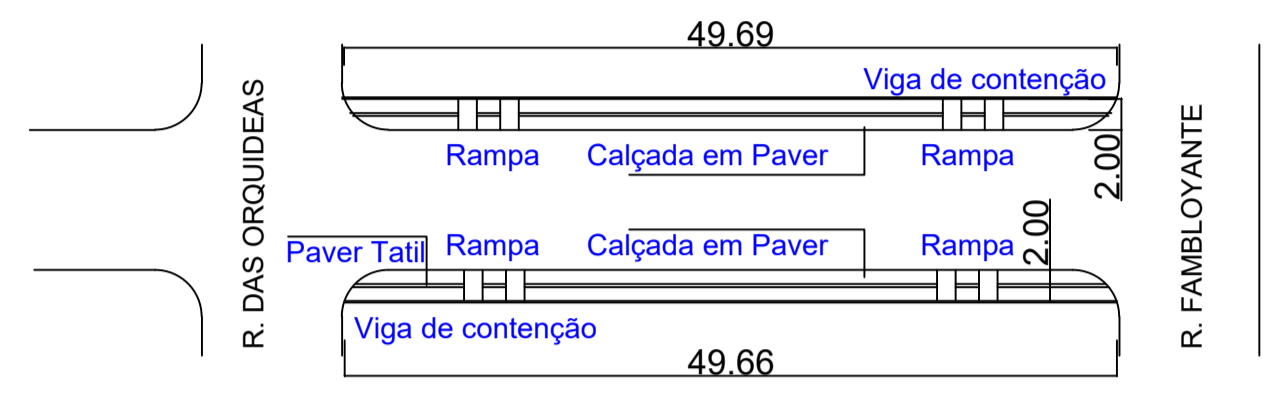 49.69
Viga de contenção
R. DAS ORQUIDEAS
Rampa
Calçada em Paver
Rampa
2.00
R. FAMBLOYANTE
Paver Tatil
Rampa
Calçada em Paver
Rampa
2.00
Viga de contenção
49.66